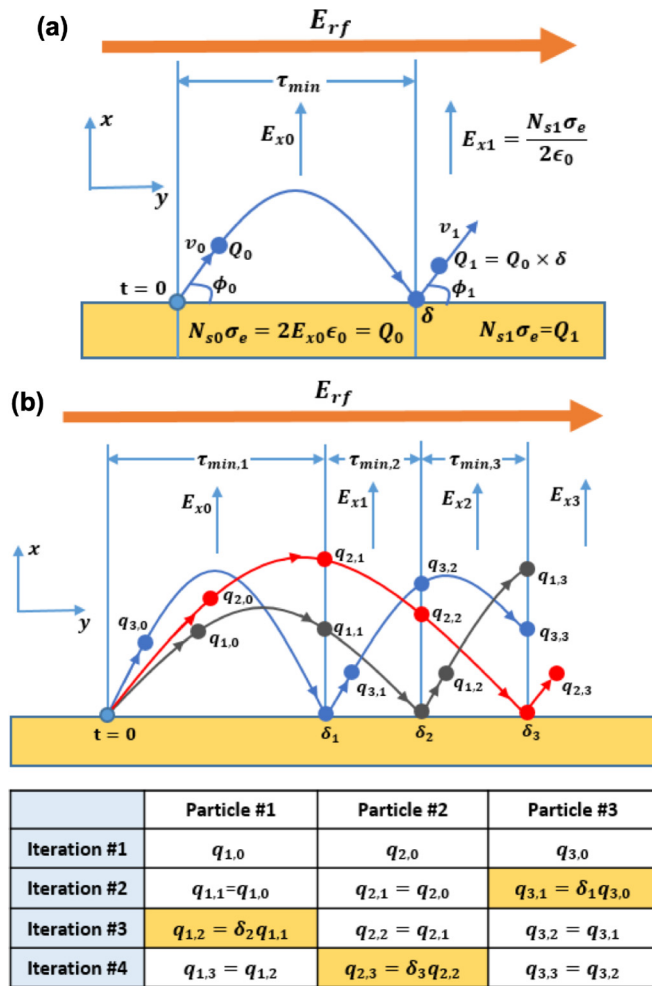 (a)
E_rf
τ_min
x
E_x0
E_x1 = N_s1σ_e / 2ϵ_0
y
v_0 Q_0
v_1
Q_1 = Q_0 × δ
t = 0
ϕ_0
δ
ϕ_1
N_s0σ_e = 2E_x0ϵ_0 = Q_0
N_s1σ_e=Q_1
(b)
E_rf
τ_min,1 τ_min,2 τ_min,3
E_x0 E_x1 E_x2 E_x3
x
y
q_3,0 q_2,0 q_1,0
q_2,1 q_1,1 q_3,1
q_3,2 q_2,2 q_1,2
q_1,3 q_3,3 q_2,3
t = 0 δ_1 δ_2 δ_3
Particle #1 Particle #2 Particle #3
Iteration #1 q_1,0 q_2,0 q_3,0
Iteration #2 q_1,1=q_1,0 q_2,1 = q_2,0 q_3,1 = δ_1q_3,0
Iteration #3 q_1,2 = δ_2q_1,1 q_2,2 = q_2,1 q_3,2 = q_3,1
Iteration #4 q_1,3 = q_1,2 q_2,3 = δ_3q_2,2 q_3,3 = q_3,2